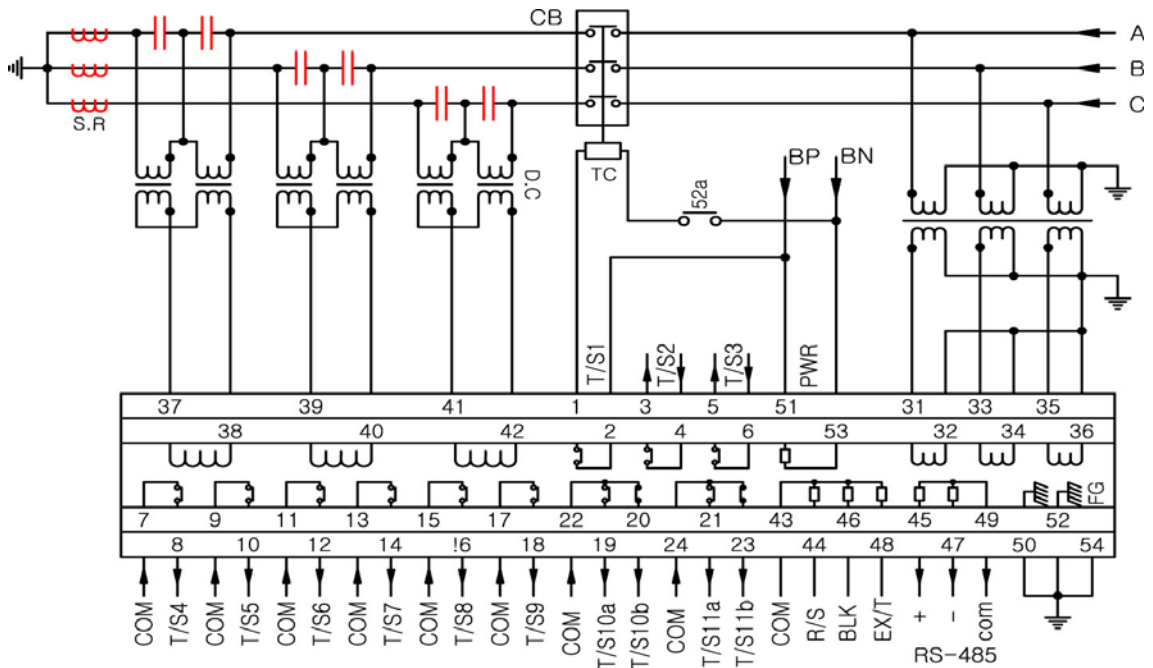 CB
A
B
C
S.R
D.C
TC
52a
BP BN
T/S1
T/S2
T/S3
PWR
37 39 41 1 3 5 51 31 33 35
38 40 42 2 4 6 53 32 34 36
FG
7 9 11 13 15 17 22 20 21 43 46 45 49 52
8 10 12 14 !6 18 19 24 23 44 48 47 50 54
COM
T/S4
COM
T/S5
COM
T/S6
COM
T/S7
COM
T/S8
COM
T/S9
COM
T/S10a
T/S10b
COM
T/S11a
T/S11b
COM
R/S
BLK
EX/T
+
-
com
RS-485